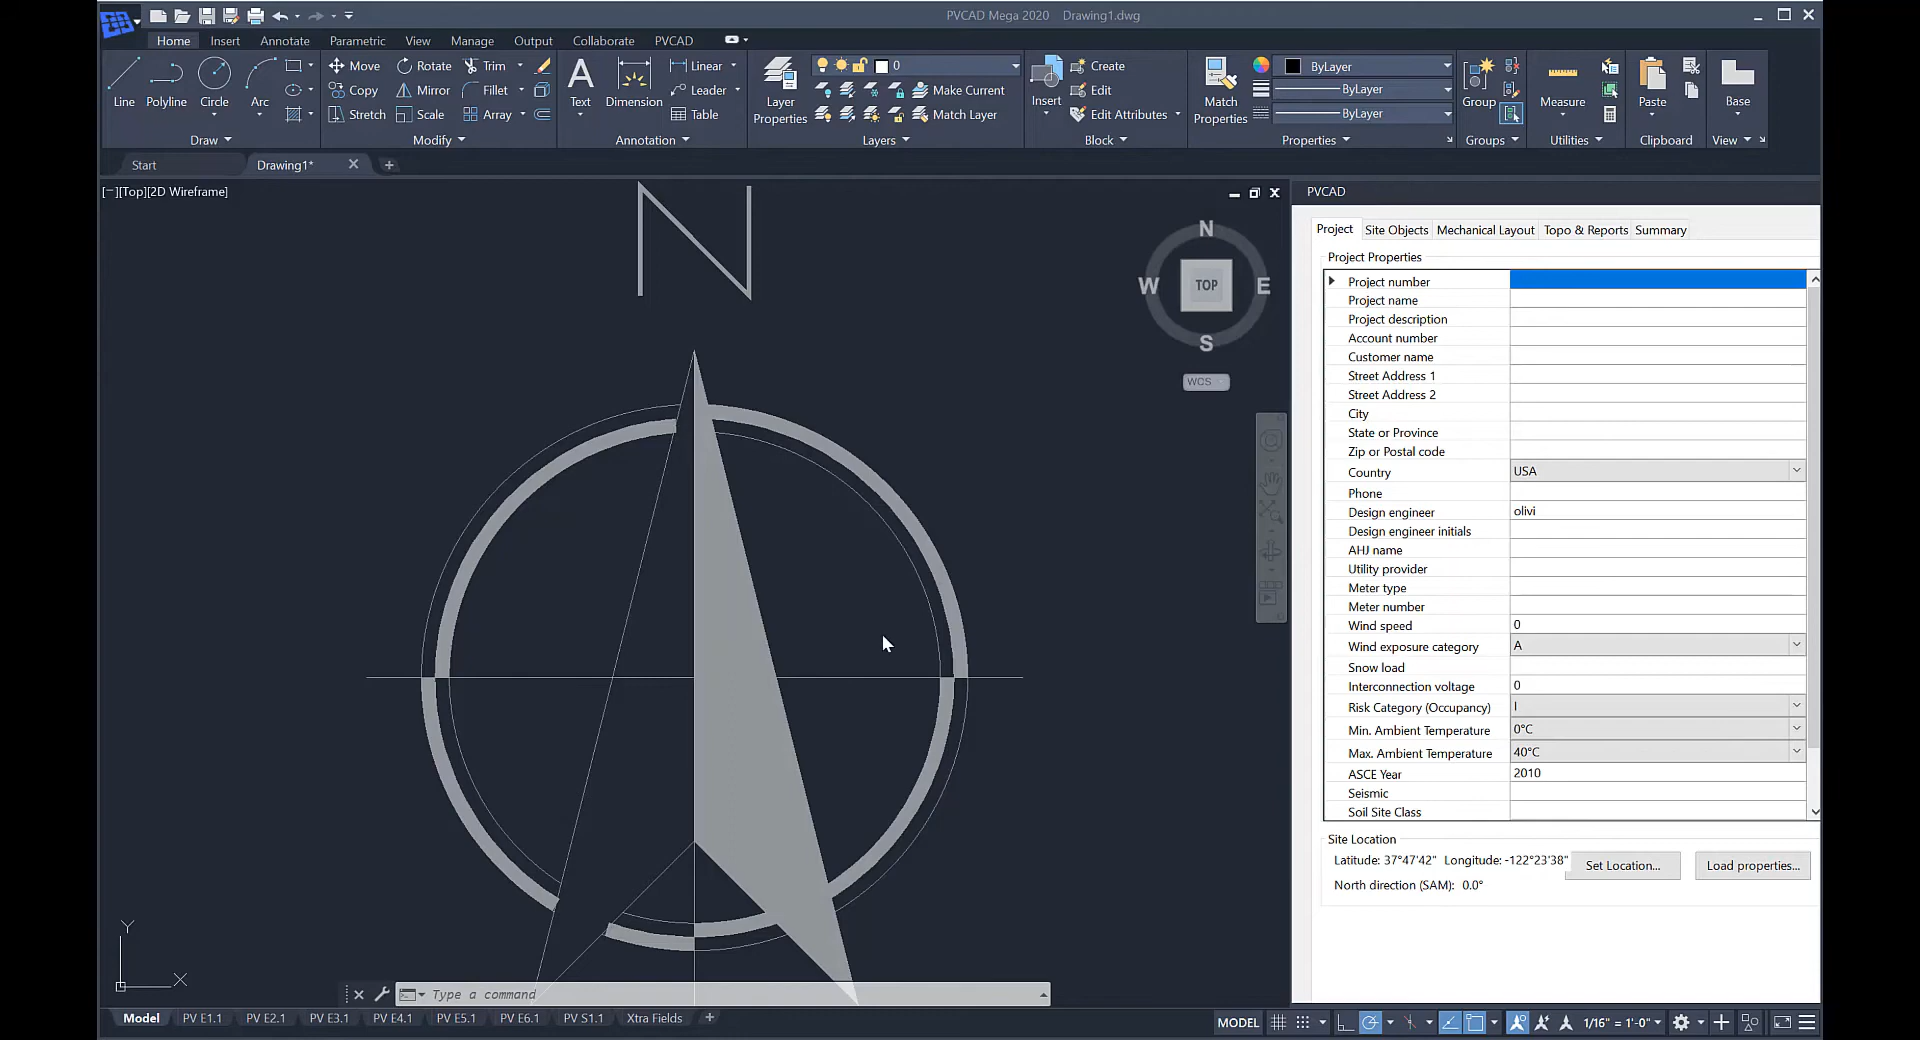 PVCAD Mega 2020 Drawing1.dwg
Home Insert Annotate Parametric View Manage Output Collaborate PVCAD
Line Polyline Circle Arc
Draw
Move Rotate Trim
Copy Mirror Fillet
Stretch Scale Array
Modify
Text Dimension
Linear
Leader
Table
Annotation
Layer Properties
0
Make Current
Match Layer
Layers
Insert
Create
Edit
Edit Attributes
Block
Match Properties
ByLayer
ByLayer
ByLayer
Properties
Group
Groups
Measure
Utilities
Paste
Clipboard
Base
View
Start Drawing1*
[−][Top][2D Wireframe]
N
N
W TOP E
S
WCS
Y
X
Type a command
PVCAD
Project Site Objects Mechanical Layout Topo & Reports Summary
Project Properties
Project number
Project name
Project description
Account number
Customer name
Street Address 1
Street Address 2
City
State or Province
Zip or Postal code
Country USA
Phone
Design engineer olivi
Design engineer initials
AHJ name
Utility provider
Meter type
Meter number
Wind speed 0
Wind exposure category A
Snow load
Interconnection voltage 0
Risk Category (Occupancy) I
Min. Ambient Temperature 0°C
Max. Ambient Temperature 40°C
ASCE Year 2010
Seismic
Soil Site Class
Site Location
Latitude: 37°47'42" Longitude: -122°23'38" Set Location... Load properties...
North direction (SAM): 0.0°
Model PV E1.1 PV E2.1 PV E3.1 PV E4.1 PV E5.1 PV E6.1 PV S1.1 Xtra Fields
MODEL 1/16" = 1'-0"